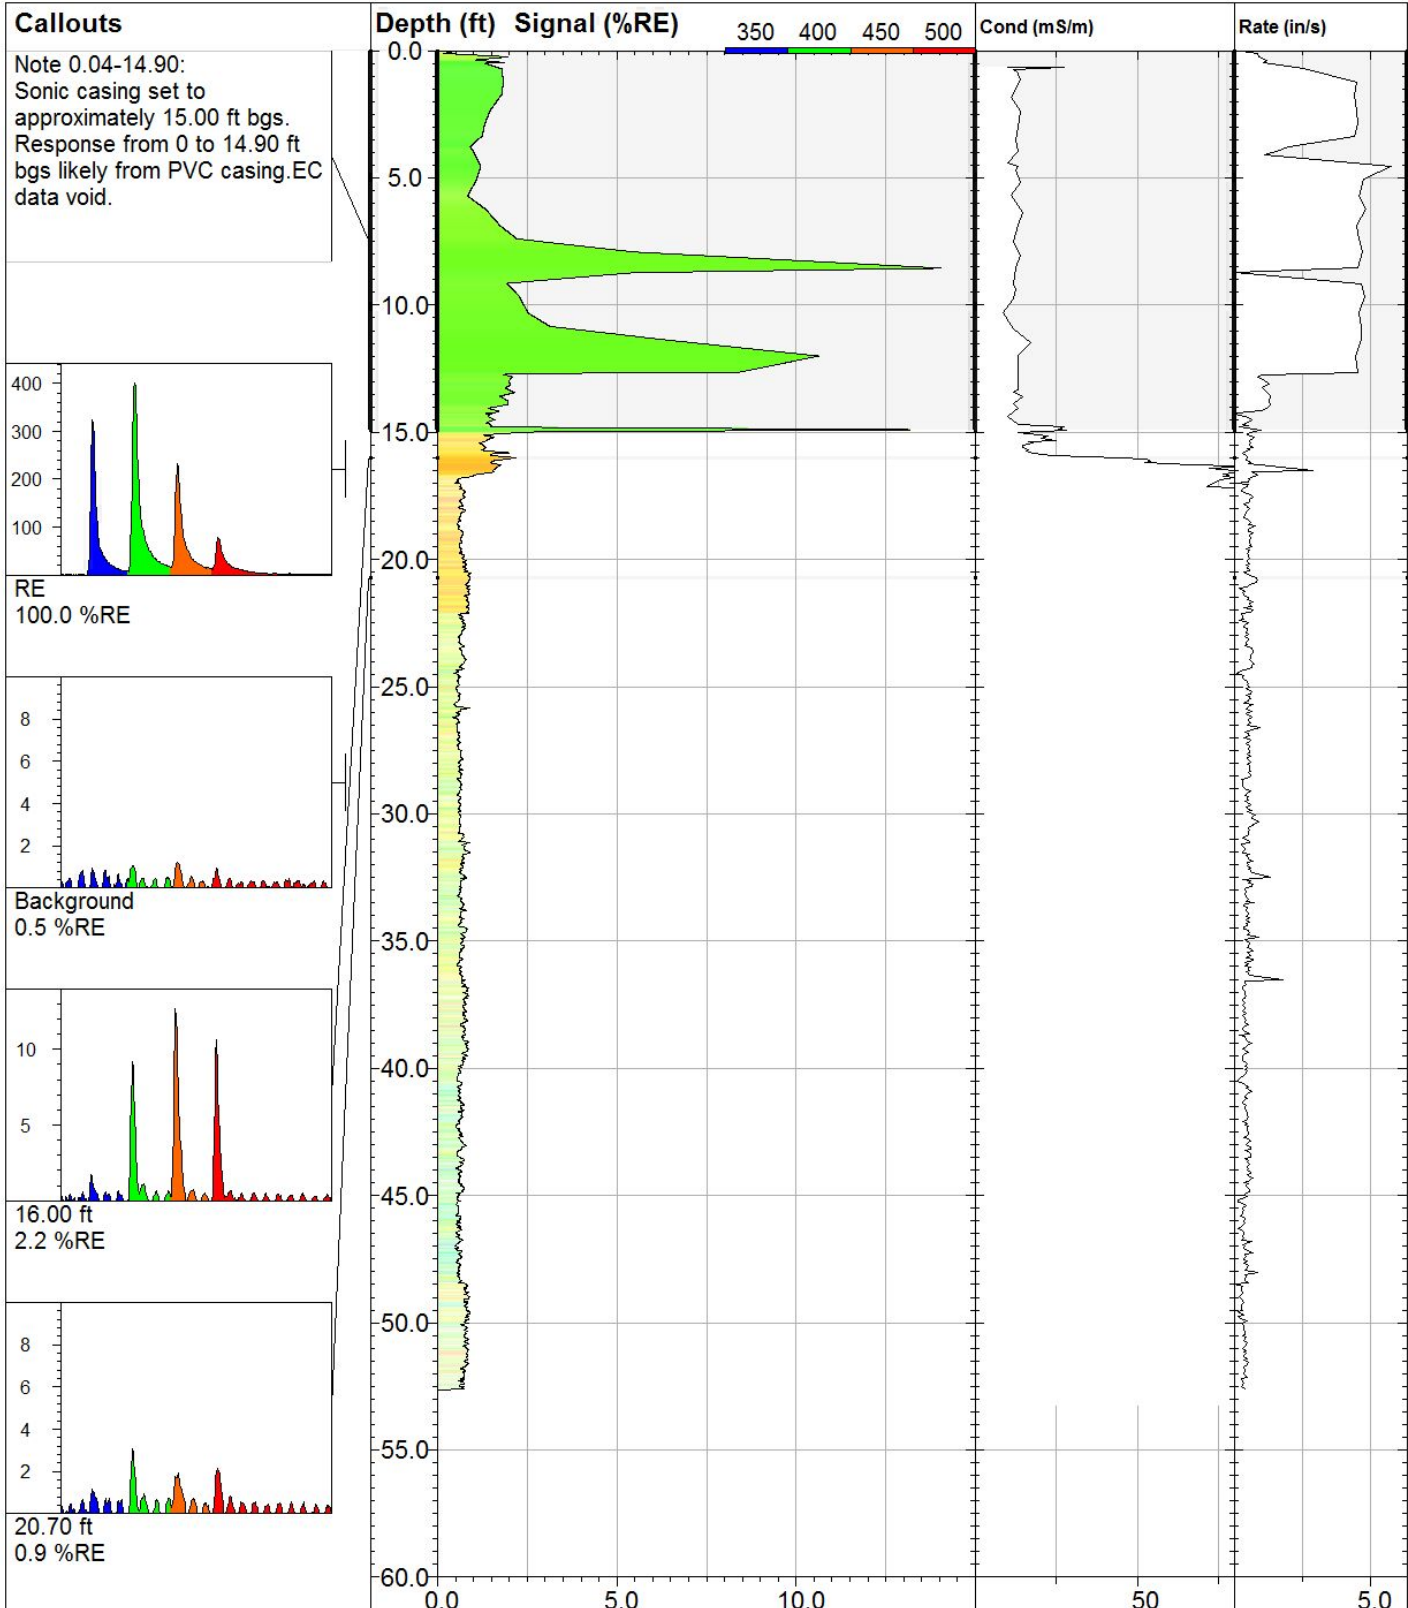 Callouts
Depth (ft) Signal (%RE)
350 400 450 500
Cond (mS/m)
Rate (in/s)
Note 0.04-14.90:
Sonic casing set to
approximately 15.00 ft bgs.
Response from 0 to 14.90 ft
bgs likely from PVC casing.EC
data void.
400
300
200
100
RE
100.0 %RE
8
6
4
2
Background
0.5 %RE
10
5
16.00 ft
2.2 %RE
8
6
4
2
20.70 ft
0.9 %RE
0.0
5.0
10.0
15.0
20.0
25.0
30.0
35.0
40.0
45.0
50.0
55.0
60.0
0.0 5.0 10.0
50
5.0